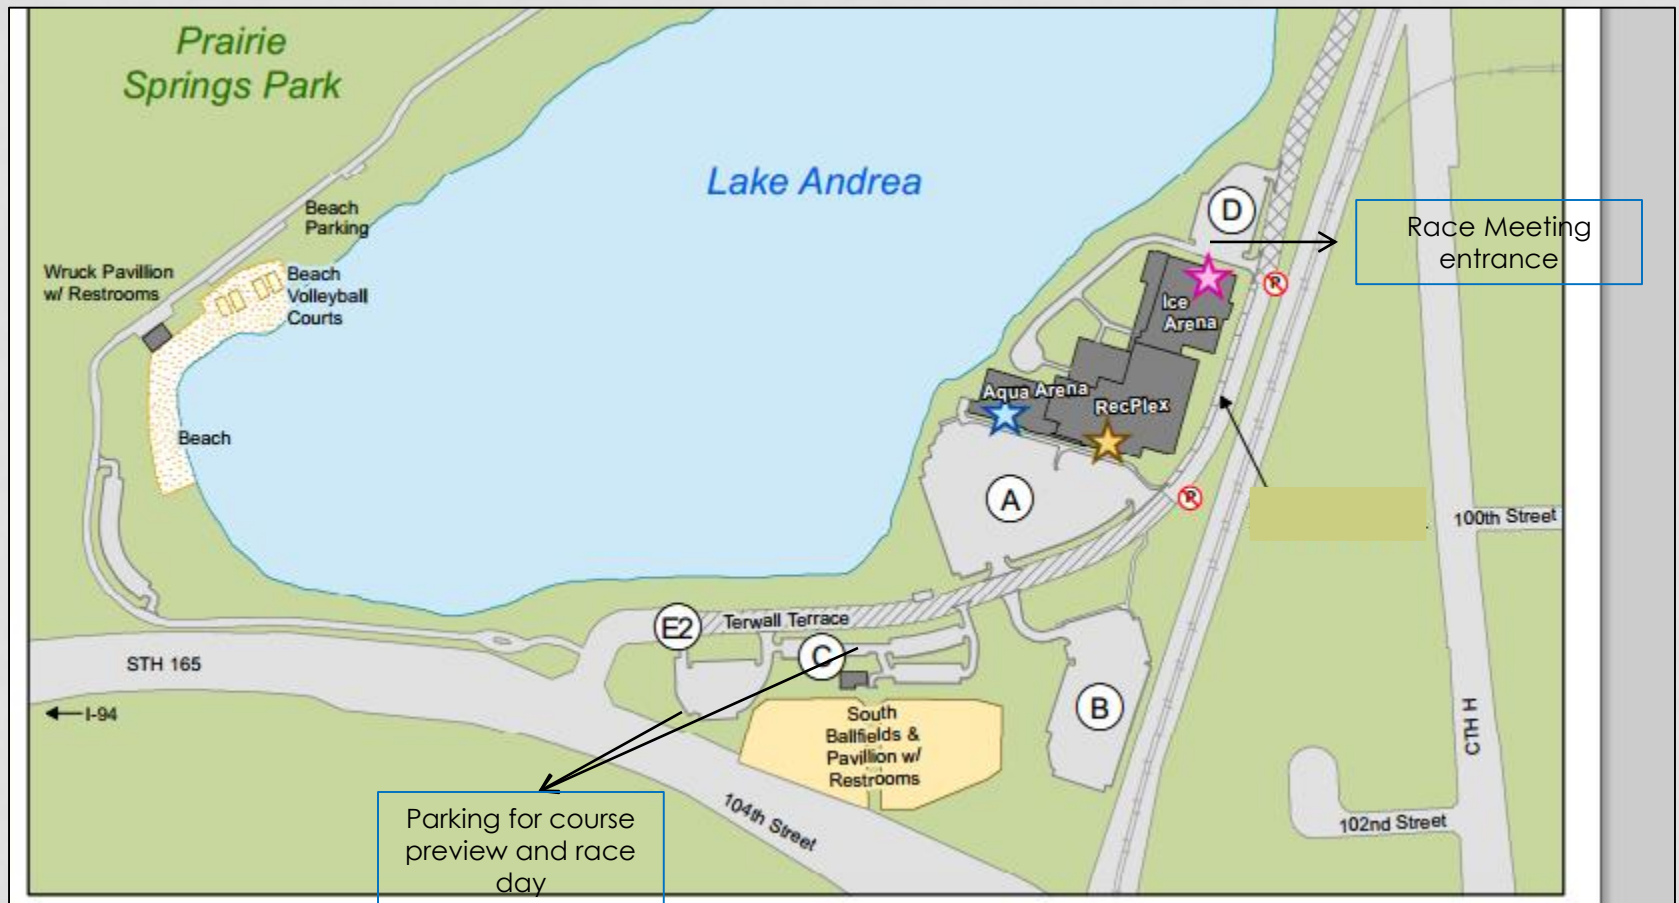 Prairie
Springs Park
Lake Andrea
Beach
Parking
Wruck Pavillion
w/ Restrooms
Beach
Volleyball
Courts
Beach
D
Race Meeting
entrance
P
Ice
Arena
Aqua Arena
RecPlex
A
P
100th Street
E2
Terwall Terrace
C
STH 165
I-94
B
South
Ballfields &
Pavillion w/
Restrooms
CTH H
104th Street
102nd Street
Parking for course
preview and race
day